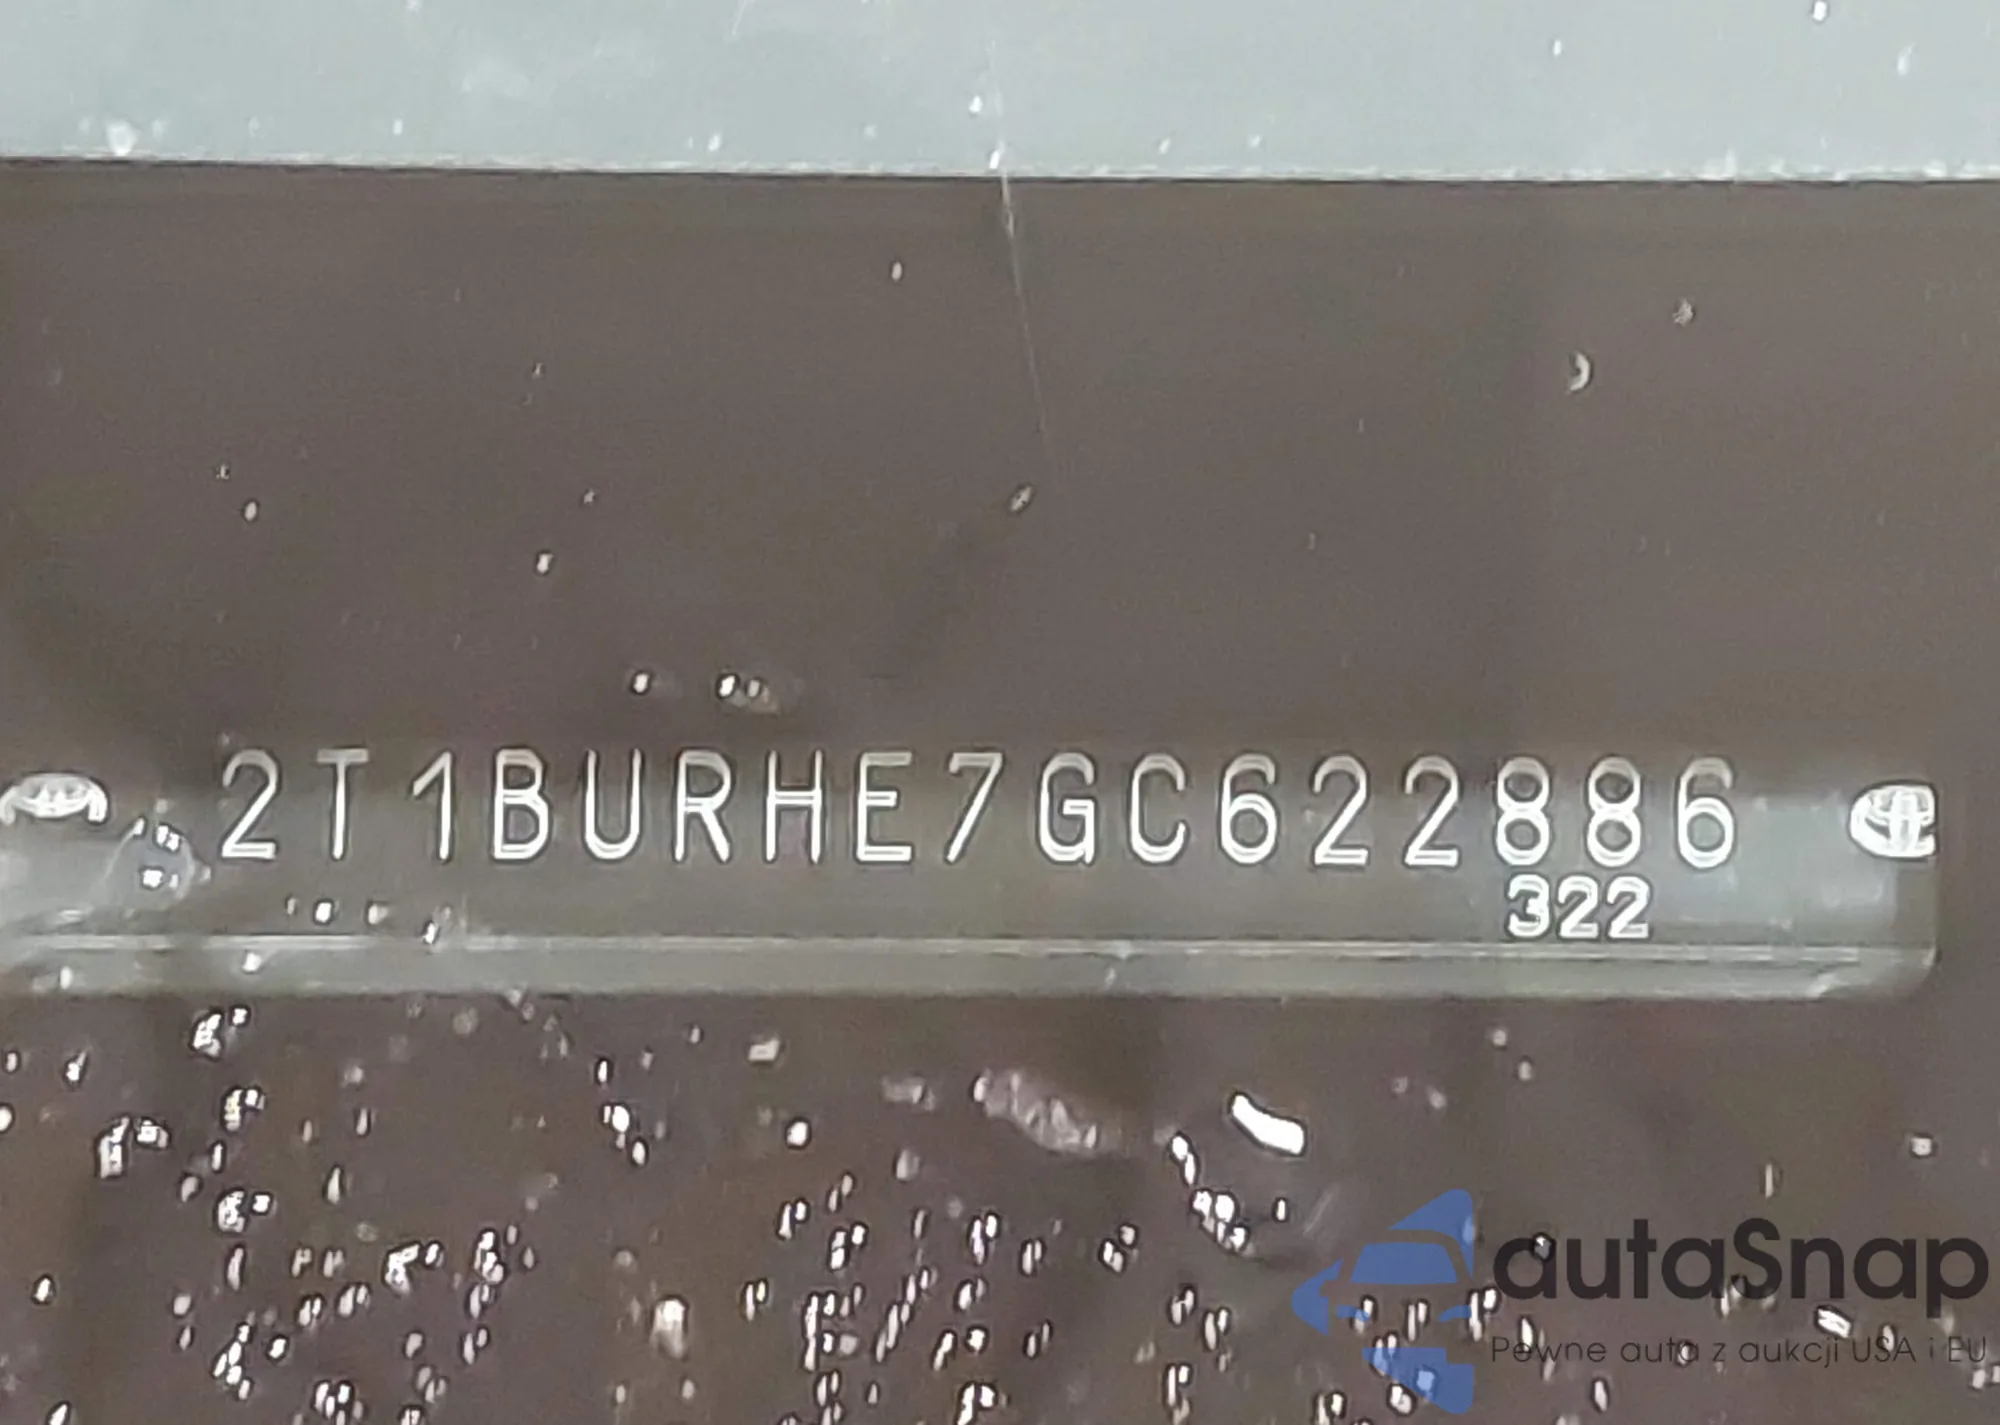 2T1BURHE7GC622886
322
autaSnap
Pewne auta z aukcji USA i EU